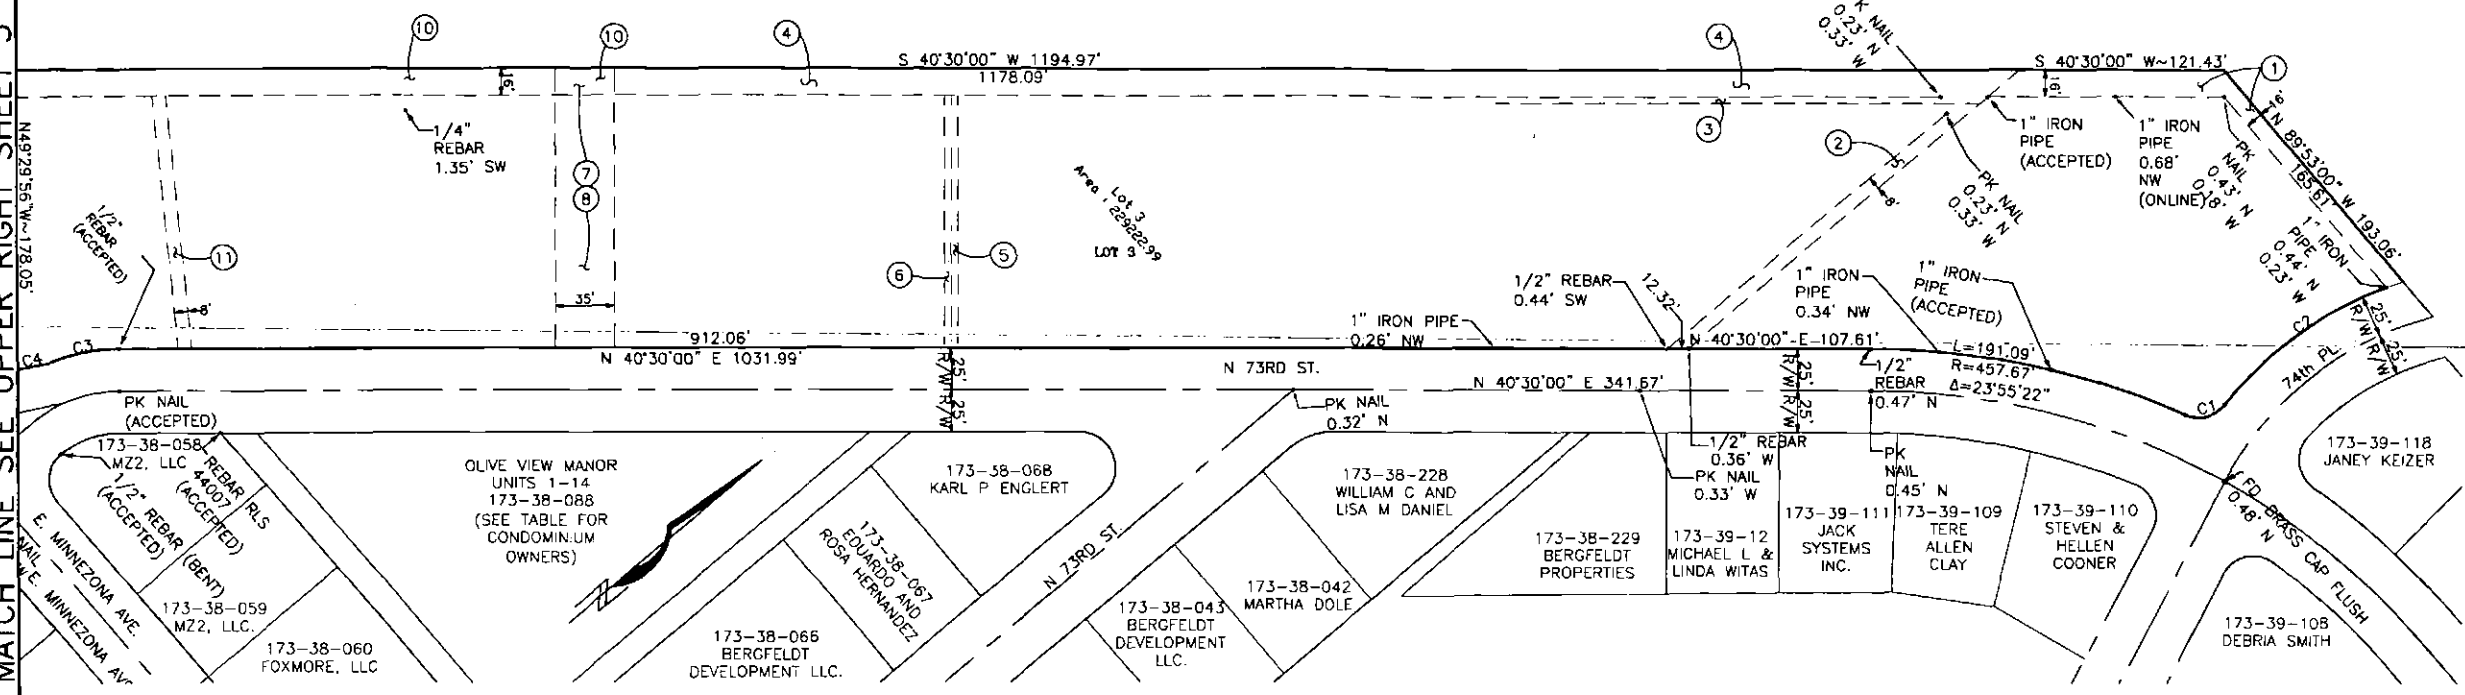 MATCH LINE SEE UPPER RIGHT SHEET
N49°29'56"W~178.05'
10
10
4
S 40°30'00" W 1194.97'
1178.09'
4
K NAIL
0.23' N
0.33' W
S 40°30'00" W~121.43'
1
16'
16'
16'
N 89°53'00" W 193.06'
165.61'
1/4"
REBAR
1.35' SW
7
8
3
2
8'
1" IRON
PIPE
(ACCEPTED)
1" IRON
PIPE
0.68'
NW
(ONLINE)
PK
NAIL
0.43' N
0.18' W
PK NAIL
0.23' N
0.33' W
1" IRON
PIPE
0.44' N
0.23' W
Lot 3
Area : 229222.99
LOT 3
1/2"
REBAR
(ACCEPTED)
11
8'
35'
6
5
1/2" REBAR
0.44' SW
12.32'
1" IRON
PIPE
0.34' NW
1" IRON
PIPE
(ACCEPTED)
1" IRON PIPE
0.26' NW
C4
C3
912.06'
N 40°30'00" E 1031.99'
N 40°30'00" E 107.61'
L=191.09'
R=457.67'
Δ=23°55'22"
C2
C1
25'
R/W
R/W
25'
74th PL.
25'
R/W
R/W
25'
N 73RD ST.
N 40°30'00" E 341.67'
25'
R/W
R/W
25'
1/2"
REBAR
0.47' N
PK NAIL
(ACCEPTED)
PK NAIL
0.32' N
1/2" REBAR
0.36' W
PK NAIL
0.33' W
PK
NAIL
0.45' N
173-38-058
MZ2, LLC
REBAR RLS
44007
(ACCEPTED)
1/2" REBAR (BENT)
(ACCEPTED)
OLIVE VIEW MANOR
UNITS 1-14
173-38-088
(SEE TABLE FOR
CONDOMINIUM
OWNERS)
173-38-068
KARL P ENGLERT
173-38-228
WILLIAM C AND
LISA M DANIEL
173-39-118
JANEY KEIZER
173-38-067
EDUARDO AND
ROSA HERNANDEZ
N 73RD ST.
173-38-229
BERGFELDT
PROPERTIES
173-39-12
MICHAEL L &
LINDA WITAS
173-39-111
JACK
SYSTEMS
INC.
173-39-109
TERE
ALLEN
CLAY
173-39-110
STEVEN &
HELLEN
COONER
FD BRASS CAP FLUSH
0.48' N
E. MINNEZONA AVE.
NAIL
E. MINNEZONA AVE
173-38-059
MZ2, LLC.
173-38-060
FOXMORE, LLC
173-38-066
BERGFELDT
DEVELOPMENT LLC.
173-38-043
BERGFELDT
DEVELOPMENT
LLC.
173-38-042
MARTHA DOLE
173-39-108
DEBRIA SMITH